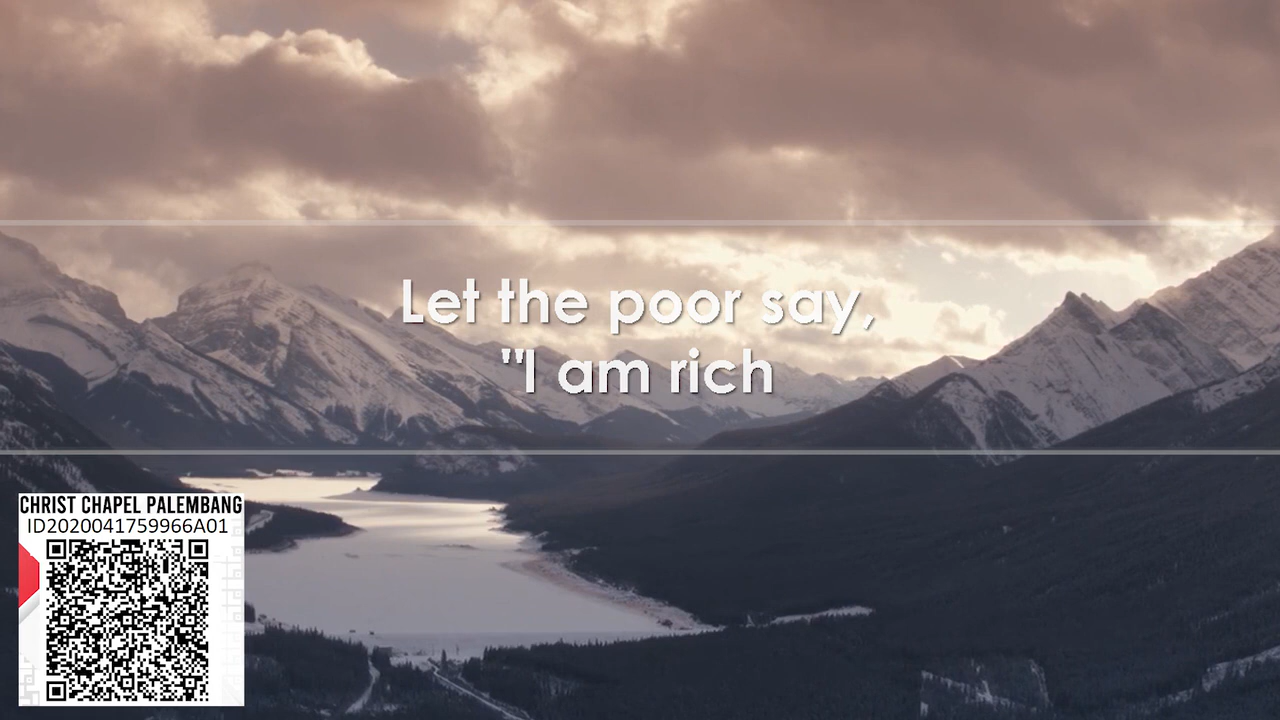 Let the poor say,
"I am rich
CHRIST CHAPEL PALEMBANG
ID2020041759966A01